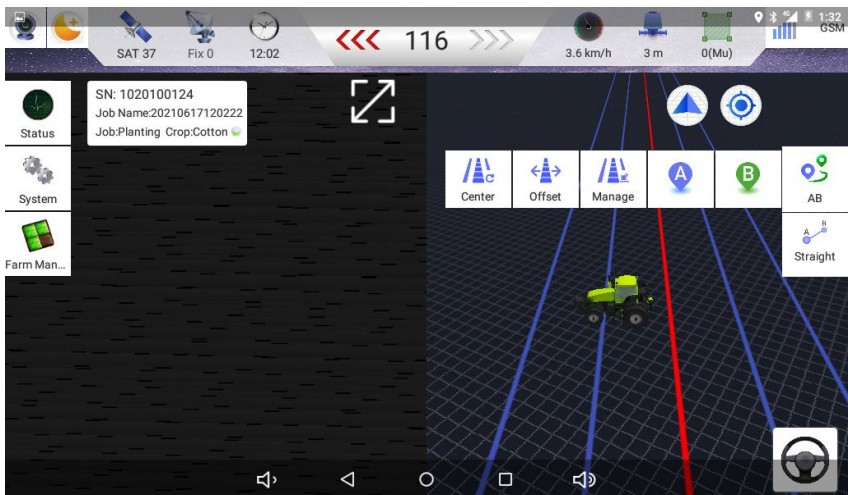 4G 1:32
SAT 37
Fix 0
12:02
116
3.6 km/h
3 m
0(Mu)
GSM
SN: 1020100124
Job Name:20210617120222
Job:Planting Crop:Cotton
Status
System
Farm Man...
Center
Offset
Manage
A
B
AB
A B
Straight